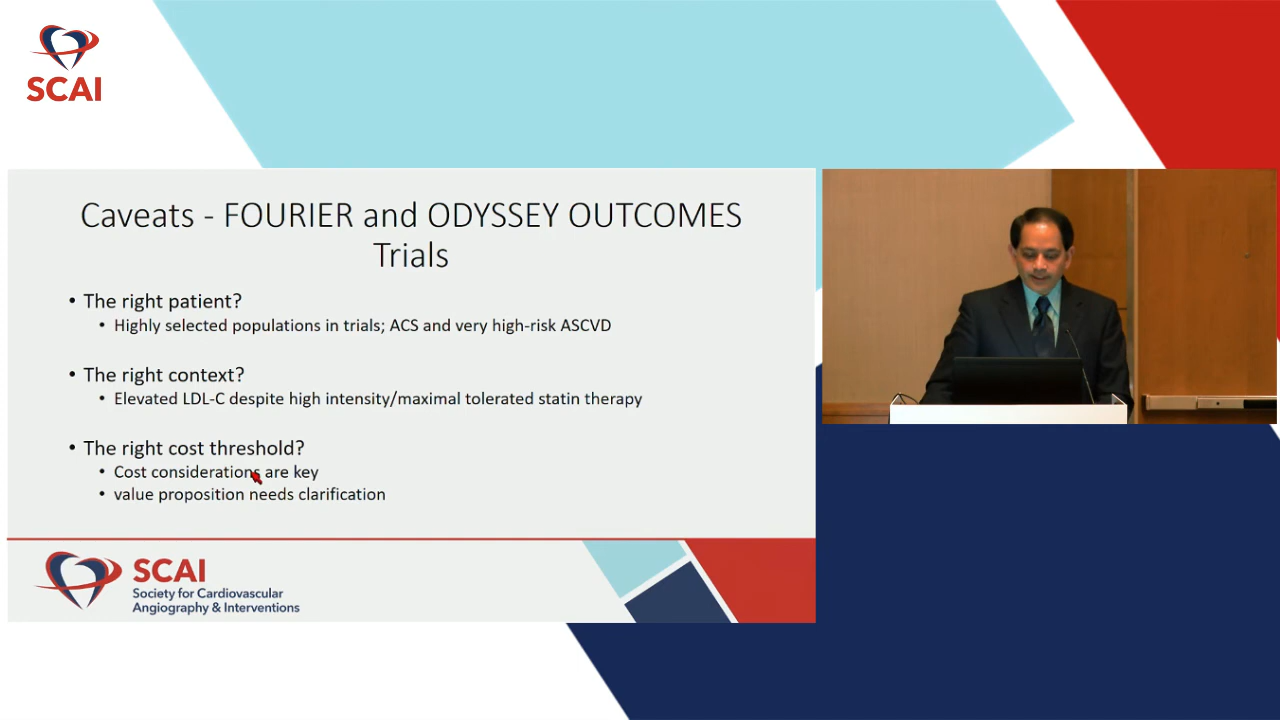 SCAI
Caveats - FOURIER and ODYSSEY OUTCOMES
Trials
• The right patient?
• Highly selected populations in trials; ACS and very high-risk ASCVD
• The right context?
• Elevated LDL-C despite high intensity/maximal tolerated statin therapy
• The right cost threshold?
• Cost considerations are key
• value proposition needs clarification
SCAI
Society for Cardiovascular
Angiography & Interventions